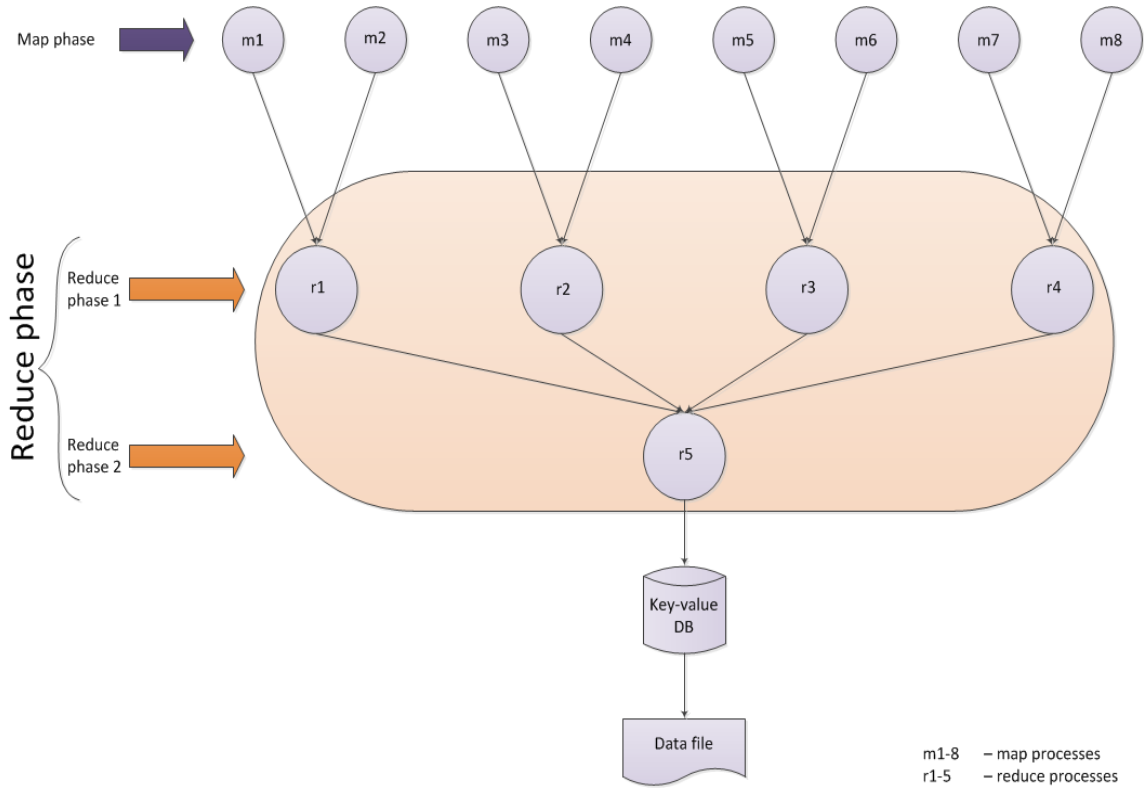 Map phase
m1
m2
m3
m4
m5
m6
m7
m8
Reduce phase
Reduce
phase 1
r1
r2
r3
r4
Reduce
phase 2
r5
Key-value
DB
Data file
m1-8 – map processes
r1-5 – reduce processes